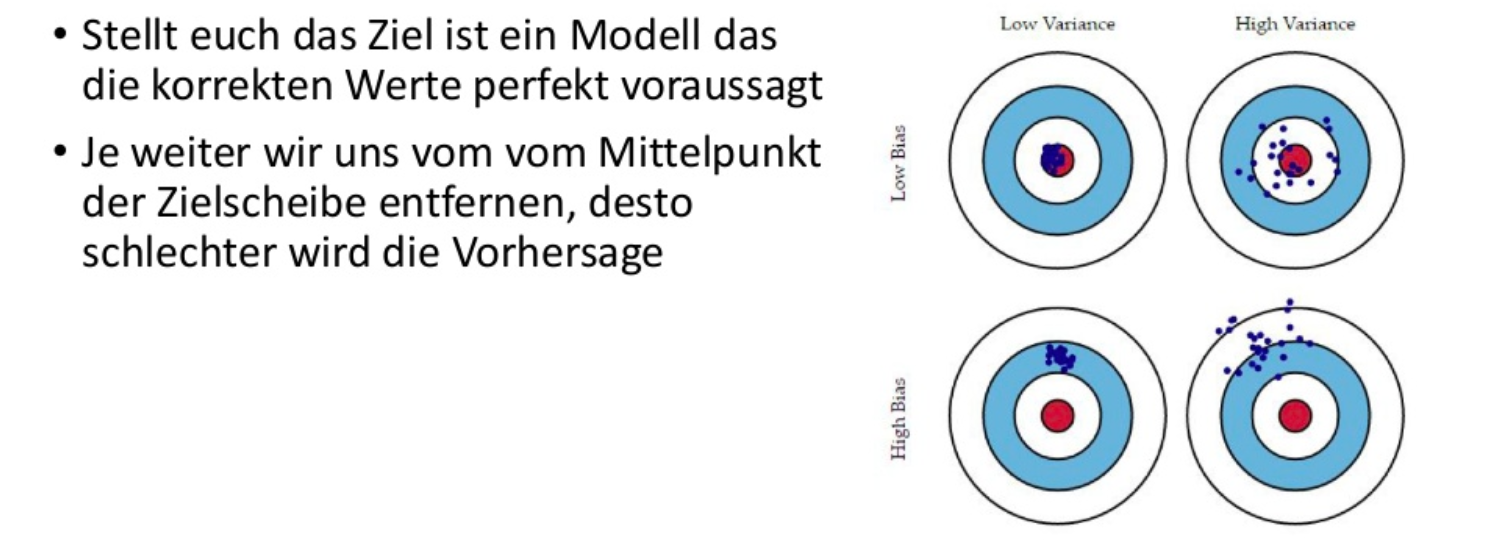 • Stellt euch das Ziel ist ein Modell das
die korrekten Werte perfekt voraussagt
• Je weiter wir uns vom vom Mittelpunkt
der Zielscheibe entfernen, desto
schlechter wird die Vorhersage
Low Variance
High Variance
Low Bias
High Bias